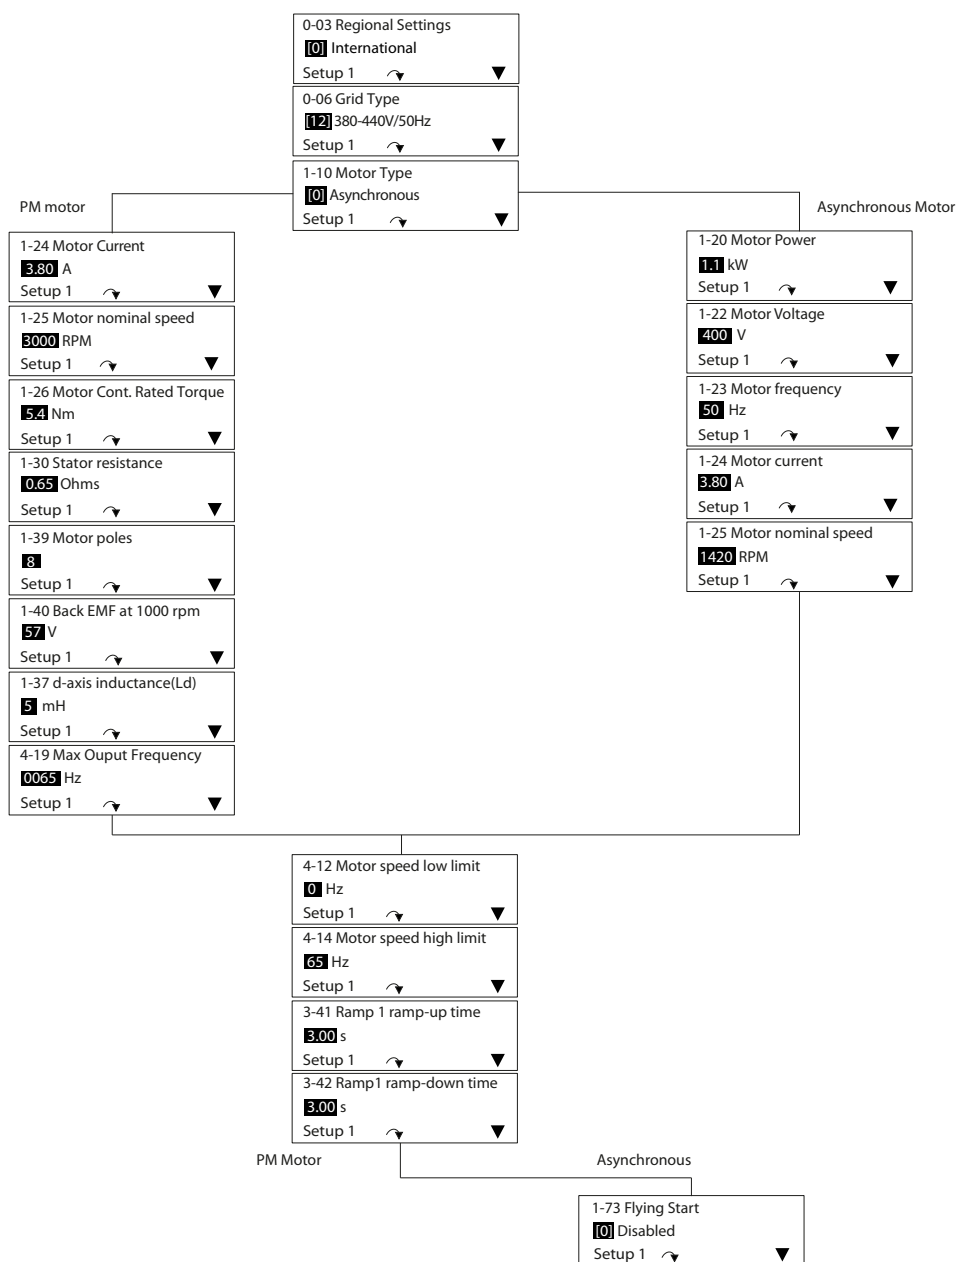 0-03 Regional Settings
[0] International
Setup 1
0-06 Grid Type
[12] 380-440V/50Hz
Setup 1
1-10 Motor Type
[0] Asynchronous
Setup 1
PM motor
Asynchronous Motor
1-24 Motor Current
3.80 A
Setup 1
1-25 Motor nominal speed
3000 RPM
Setup 1
1-26 Motor Cont. Rated Torque
5.4 Nm
Setup 1
1-30 Stator resistance
0.65 Ohms
Setup 1
1-39 Motor poles
8
Setup 1
1-40 Back EMF at 1000 rpm
57 V
Setup 1
1-37 d-axis inductance(Ld)
5 mH
Setup 1
4-19 Max Ouput Frequency
0065 Hz
Setup 1
1-20 Motor Power
1.1 kW
Setup 1
1-22 Motor Voltage
400 V
Setup 1
1-23 Motor frequency
50 Hz
Setup 1
1-24 Motor current
3.80 A
Setup 1
1-25 Motor nominal speed
1420 RPM
Setup 1
4-12 Motor speed low limit
0 Hz
Setup 1
4-14 Motor speed high limit
65 Hz
Setup 1
3-41 Ramp 1 ramp-up time
3.00 s
Setup 1
3-42 Ramp1 ramp-down time
3.00 s
Setup 1
PM Motor
Asynchronous
1-73 Flying Start
[0] Disabled
Setup 1